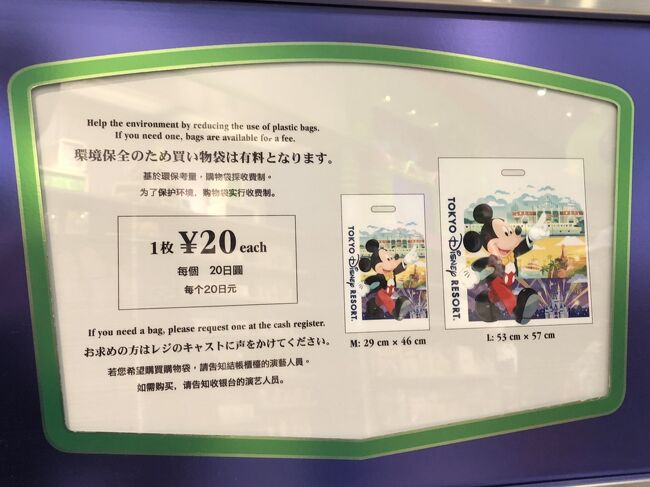 Help the environment by reducing the use of plastic bags.
If you need one, bags are available for a fee.
環境保全のため買い物袋は有料となります。
基於環保考量，購物袋採收費制。
为了保护环境，购物袋实行收费制。
1枚 ¥20 each
每個 20日圓
每个20日元
If you need a bag, please request one at the cash register.
お求めの方はレジのキャストに声をかけてください。
若您希望購買購物袋，請告知結帳櫃檯的演藝人員。
如需购买，请告知收银台的演艺人员。
TOKYO Disney RESORT.
M: 29 cm × 46 cm
TOKYO Disney RESORT.
L: 53 cm × 57 cm